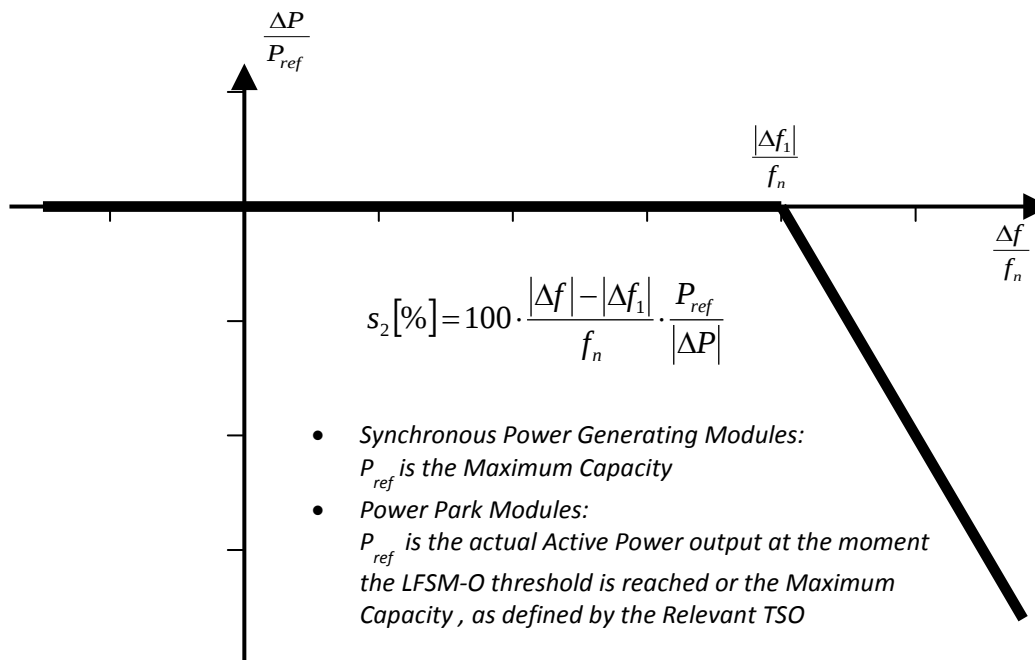 ΔP
P_ref
|Δf₁|
f_n
Δf
f_n
s₂[%] = 100 · (|Δf| − |Δf₁|) / f_n · P_ref / |ΔP|
• Synchronous Power Generating Modules:
P_ref is the Maximum Capacity
• Power Park Modules:
P_ref is the actual Active Power output at the moment
the LFSM-O threshold is reached or the Maximum
Capacity , as defined by the Relevant TSO